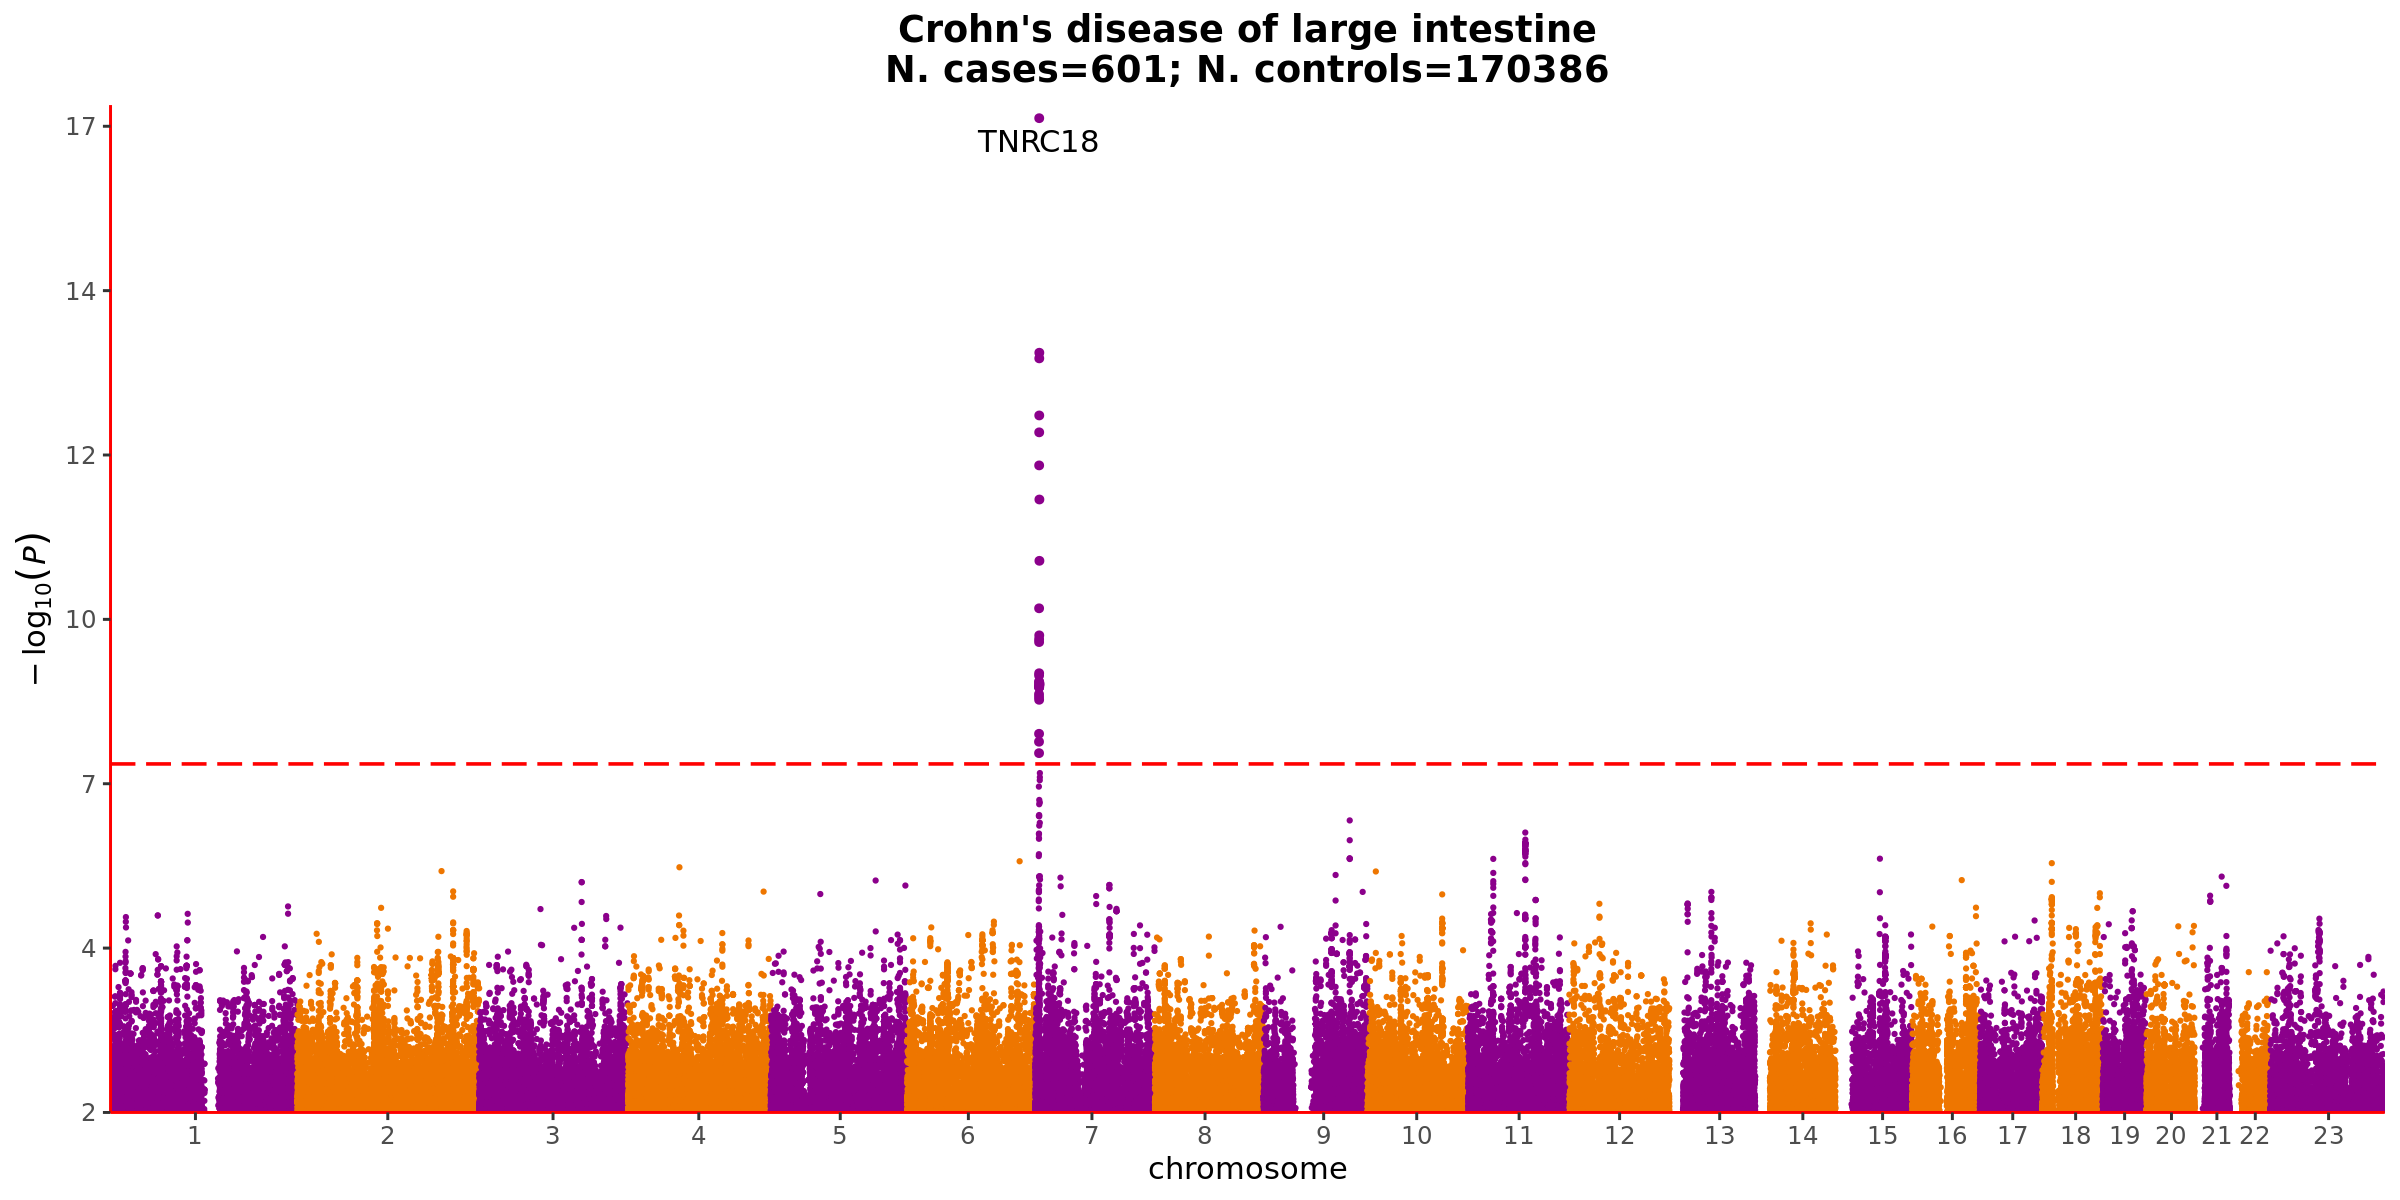 Crohn's disease of large intestine
N. cases=601; N. controls=170386
TNRC18
17
14
12
10
7
4
2
− log10(P)
1 2 3 4 5 6 7 8 9 10 11 12 13 14 15 16 17 18 19 20 21 22 23
chromosome